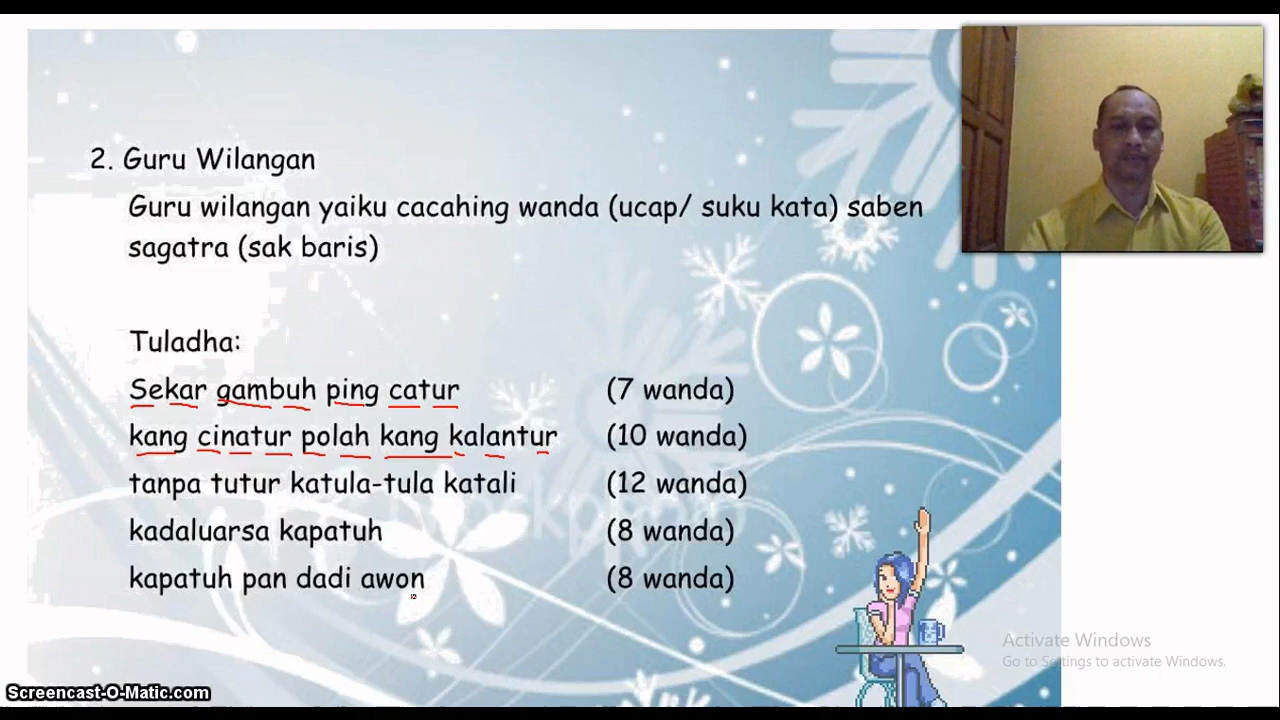 2. Guru Wilangan
Guru wilangan yaiku cacahing wanda (ucap/ suku kata) saben
sagatra (sak baris)
Tuladha:
Sekar gambuh ping catur (7 wanda)
kang cinatur polah kang kalantur (10 wanda)
tanpa tutur katula-tula katali (12 wanda)
kadaluarsa kapatuh (8 wanda)
kapatuh pan dadi awon (8 wanda)
Activate Windows
Go to Settings to activate Windows.
Screencast-O-Matic.com